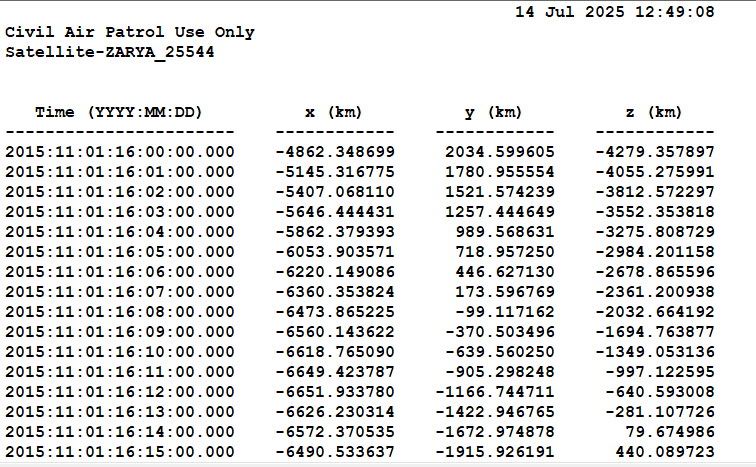 14 Jul 2025 12:49:08
Civil Air Patrol Use Only
Satellite-ZARYA_25544
Time (YYYY:MM:DD) x (km) y (km) z (km)
----------------------- ------------ ------------ ------------
2015:11:01:16:00:00.000 -4862.348699 2034.599605 -4279.357897
2015:11:01:16:01:00.000 -5145.316775 1780.955554 -4055.275991
2015:11:01:16:02:00.000 -5407.068110 1521.574239 -3812.572297
2015:11:01:16:03:00.000 -5646.444431 1257.444649 -3552.353818
2015:11:01:16:04:00.000 -5862.379393 989.568631 -3275.808729
2015:11:01:16:05:00.000 -6053.903571 718.957250 -2984.201158
2015:11:01:16:06:00.000 -6220.149086 446.627130 -2678.865596
2015:11:01:16:07:00.000 -6360.353824 173.596769 -2361.200938
2015:11:01:16:08:00.000 -6473.865225 -99.117162 -2032.664192
2015:11:01:16:09:00.000 -6560.143622 -370.503496 -1694.763877
2015:11:01:16:10:00.000 -6618.765090 -639.560250 -1349.053136
2015:11:01:16:11:00.000 -6649.423787 -905.298248 -997.122595
2015:11:01:16:12:00.000 -6651.933780 -1166.744711 -640.593008
2015:11:01:16:13:00.000 -6626.230314 -1422.946765 -281.107726
2015:11:01:16:14:00.000 -6572.370535 -1672.974878 79.674986
2015:11:01:16:15:00.000 -6490.533637 -1915.926191 440.089723